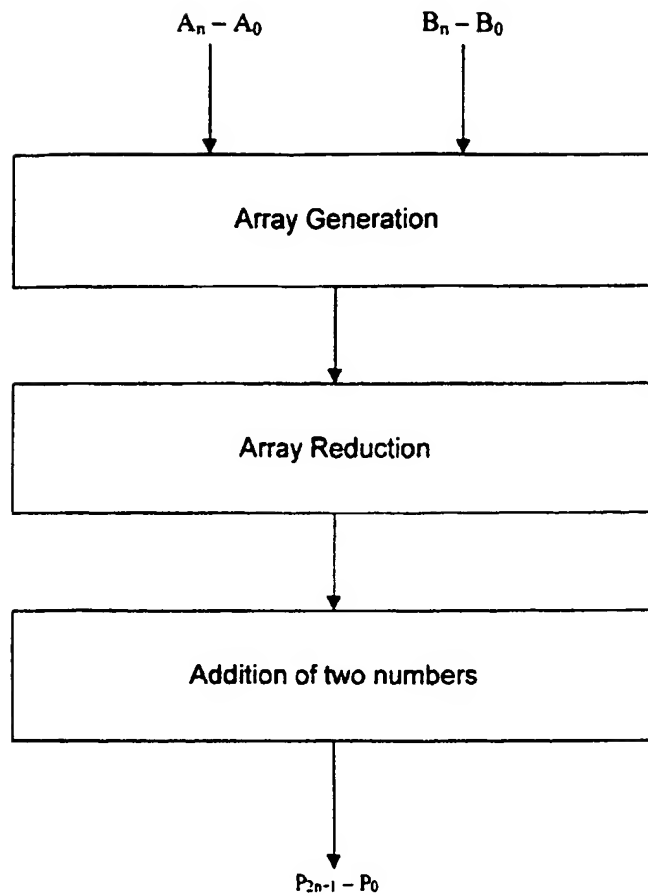 Aₙ – A₀ Bₙ – B₀
Array Generation
Array Reduction
Addition of two numbers
P₂ₙ₋₁ – P₀